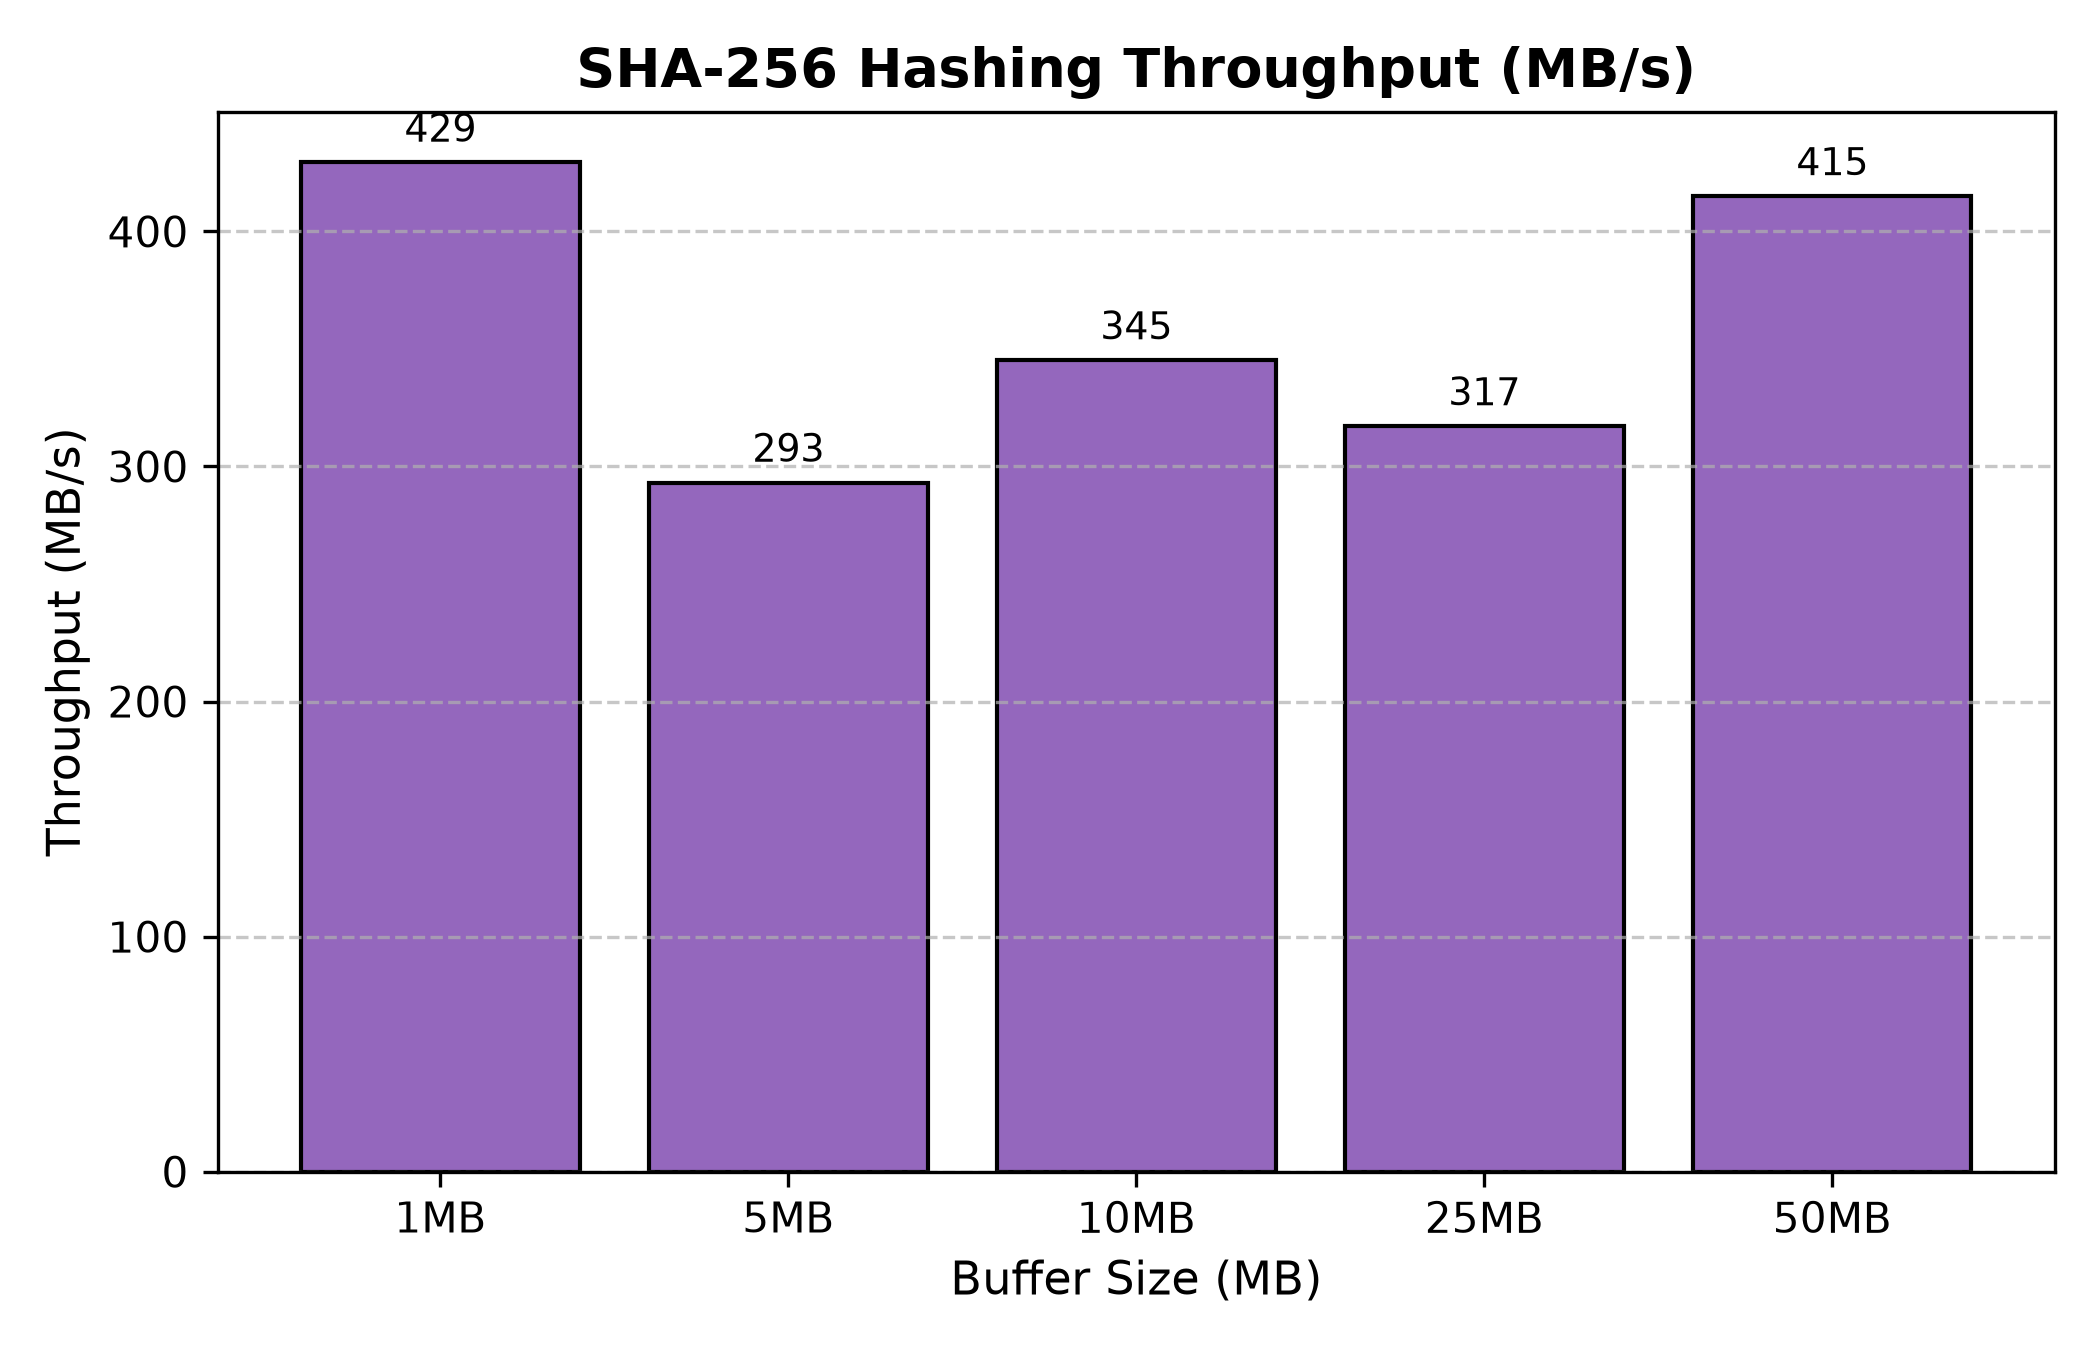 SHA-256 Hashing Throughput (MB/s)
429
415
345
317
293
400
300
200
100
0
Throughput (MB/s)
1MB 5MB 10MB 25MB 50MB
Buffer Size (MB)